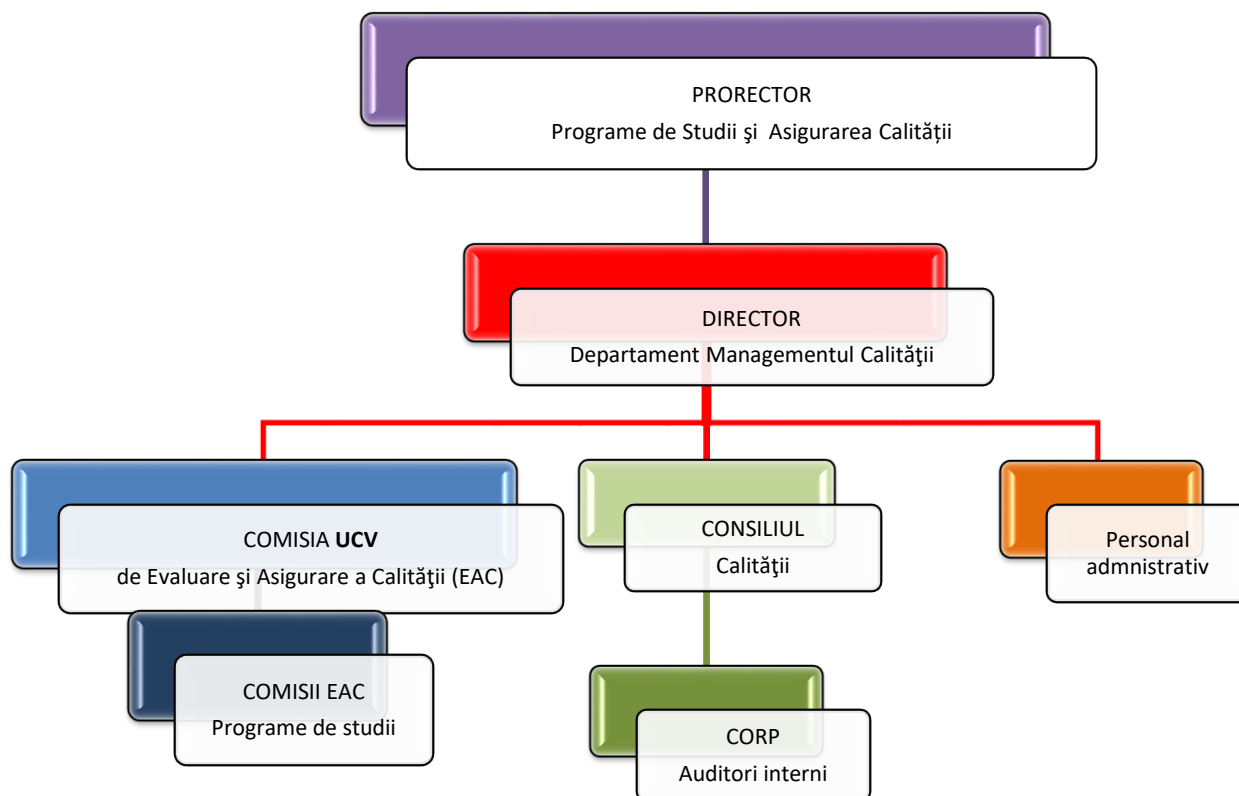 PRORECTOR
Programe de Studii şi Asigurarea Calității
DIRECTOR
Departament Managementul Calităţii
COMISIA UCV
de Evaluare şi Asigurare a Calităţii (EAC)
CONSILIUL
Calităţii
Personal
admnistrativ
COMISII EAC
Programe de studii
CORP
Auditori interni